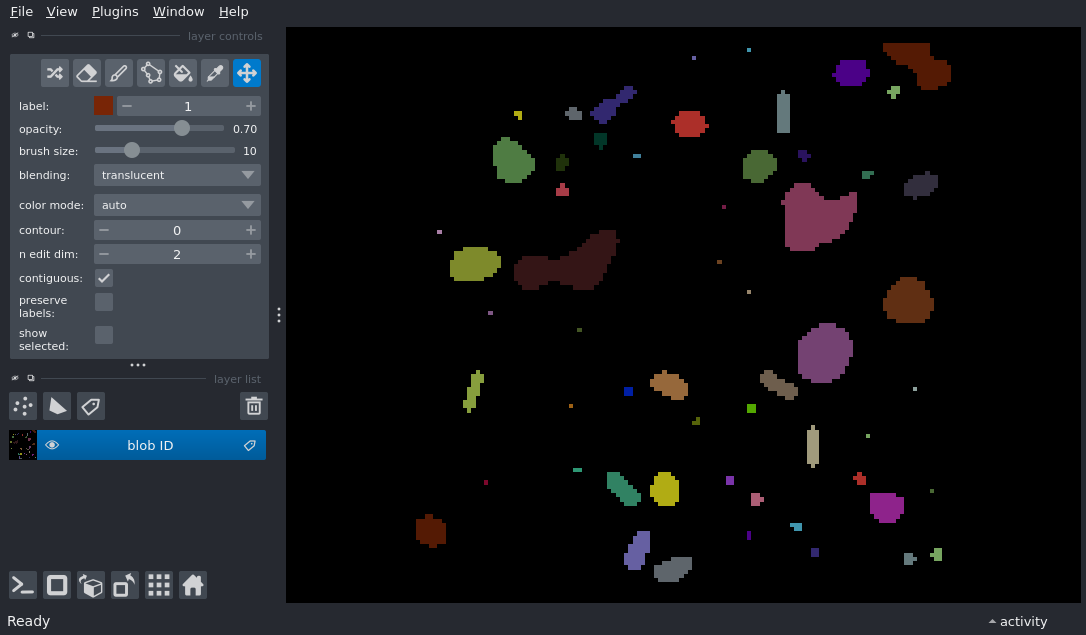 File View Plugins Window Help
layer controls
label: 1
opacity: 0.70
brush size: 10
blending: translucent
color mode: auto
contour: 0
n edit dim: 2
contiguous:
preserve
labels:
show
selected:
layer list
blob ID
Ready
activity